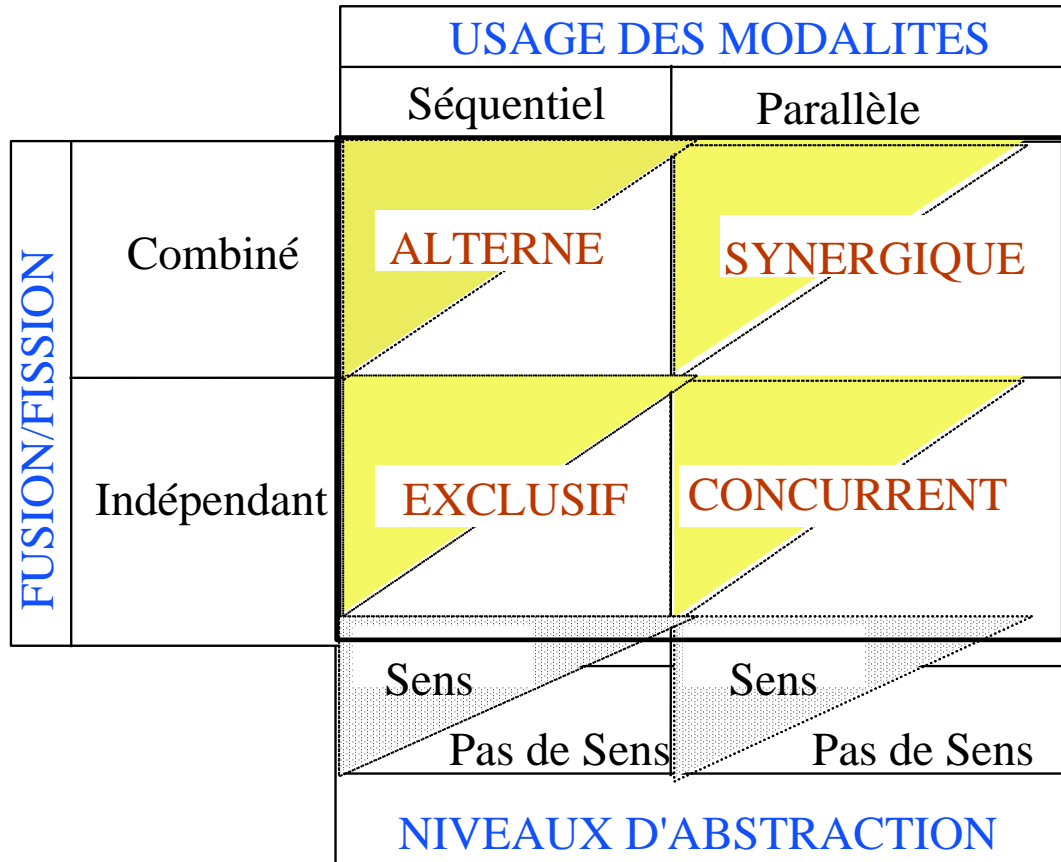 USAGE DES MODALITES
Séquentiel
Parallèle
FUSION/FISSION
Combiné
ALTERNE
SYNERGIQUE
Indépendant
EXCLUSIF
CONCURRENT
Sens
Sens
Pas de Sens
Pas de Sens
NIVEAUX D'ABSTRACTION